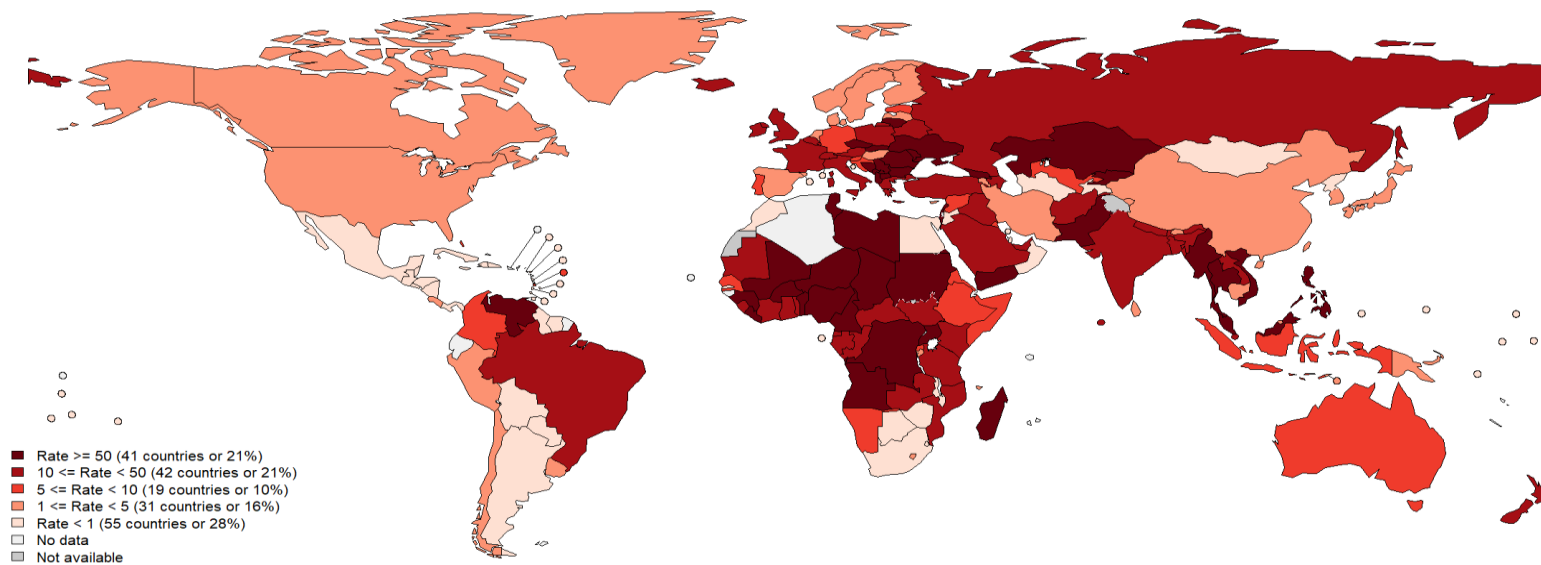 Rate >= 50 (41 countries or 21%)
10 <= Rate < 50 (42 countries or 21%)
5 <= Rate < 10 (19 countries or 10%)
1 <= Rate < 5 (31 countries or 16%)
Rate < 1 (55 countries or 28%)
No data
Not available